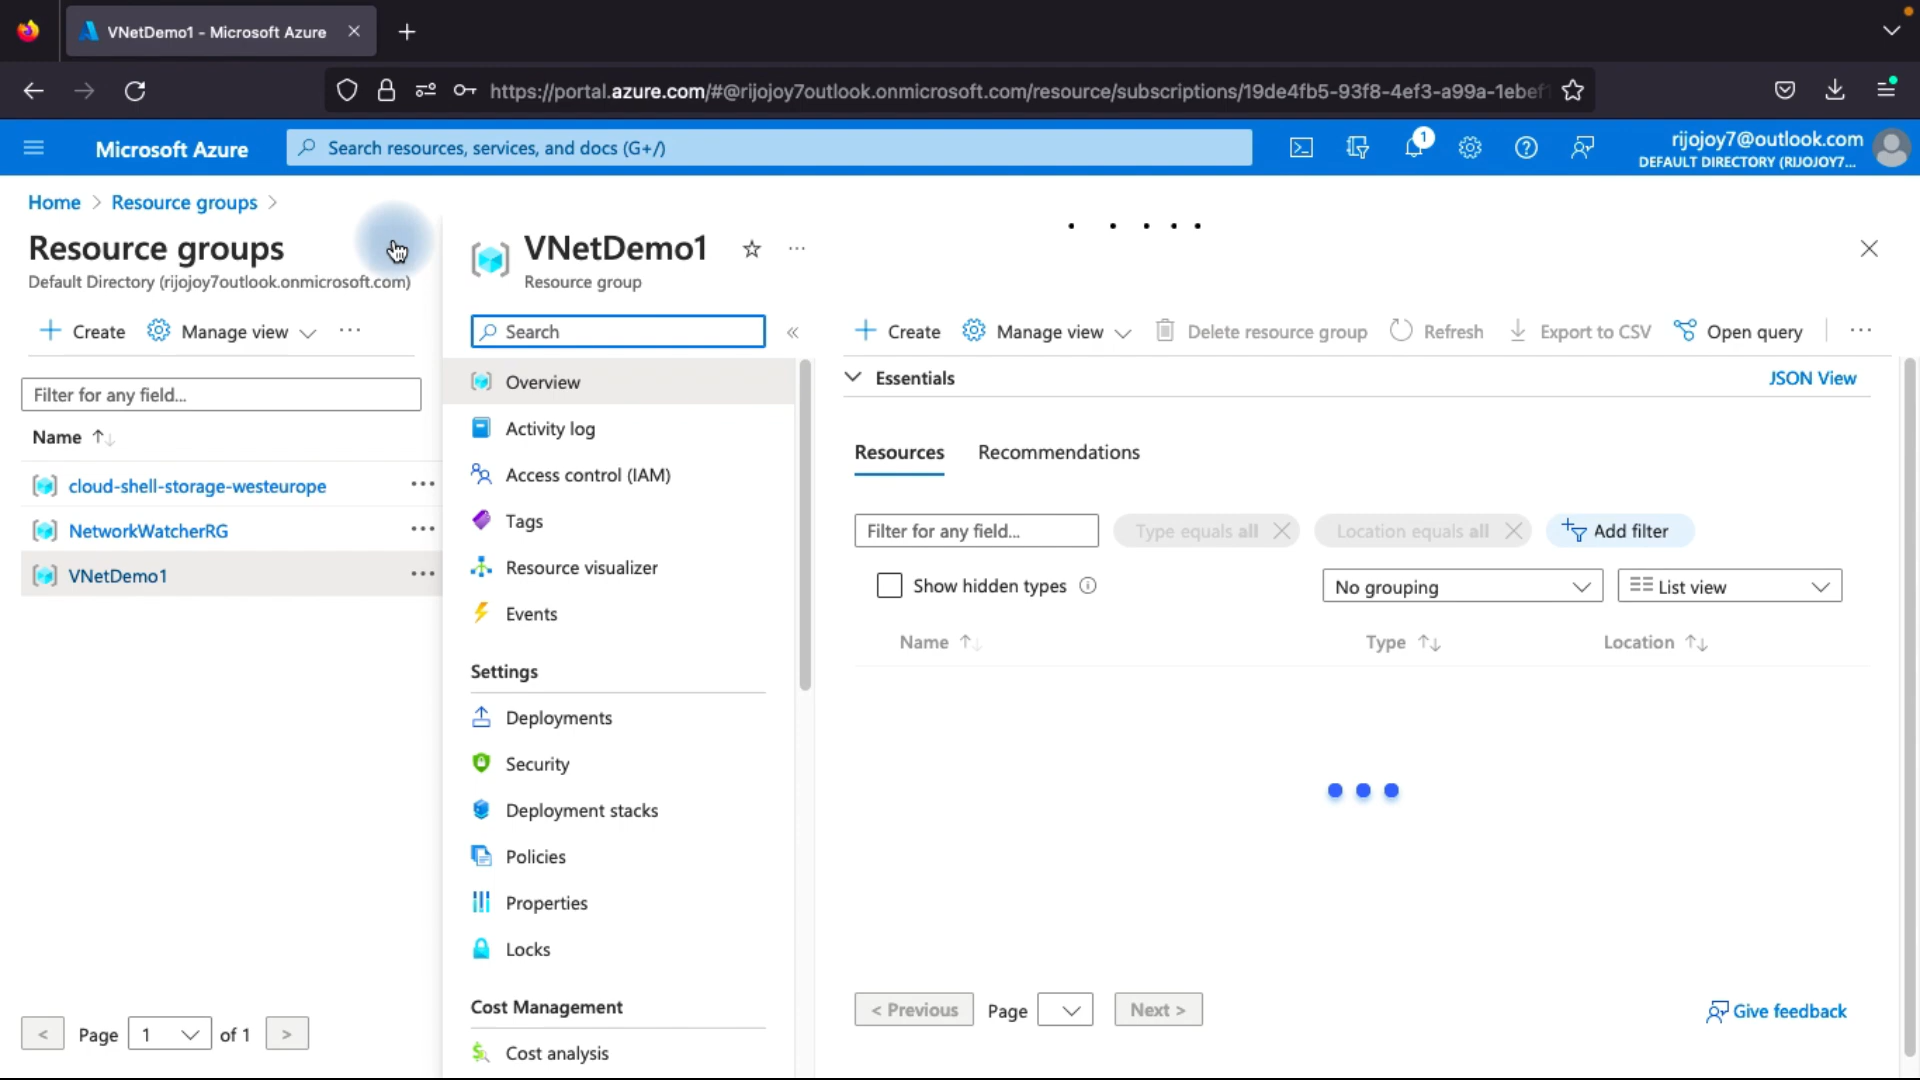 VNetDemo1 - Microsoft Azure
https://portal.azure.com/#@rijojoy7outlook.onmicrosoft.com/resource/subscriptions/19de4fb5-93f8-4ef3-a99a-1ebef
Microsoft Azure
Search resources, services, and docs (G+/)
1
rijojoy7@outlook.com
DEFAULT DIRECTORY (RIJOJOY7...
Home > Resource groups >
Resource groups
Default Directory (rijojoy7outlook.onmicrosoft.com)
Create
Manage view
...
Filter for any field...
Name
cloud-shell-storage-westeurope
...
NetworkWatcherRG
...
VNetDemo1
...
< Page 1 of 1 >
VNetDemo1
...
Resource group
Search
«
Overview
Activity log
Access control (IAM)
Tags
Resource visualizer
Events
Settings
Deployments
Security
Deployment stacks
Policies
Properties
Locks
Cost Management
Cost analysis
Create
Manage view
Delete resource group
Refresh
Export to CSV
Open query
...
Essentials
JSON View
Resources
Recommendations
Filter for any field...
Type equals all
Location equals all
Add filter
Show hidden types
No grouping
List view
Name
Type
Location
< Previous
Page
Next >
Give feedback